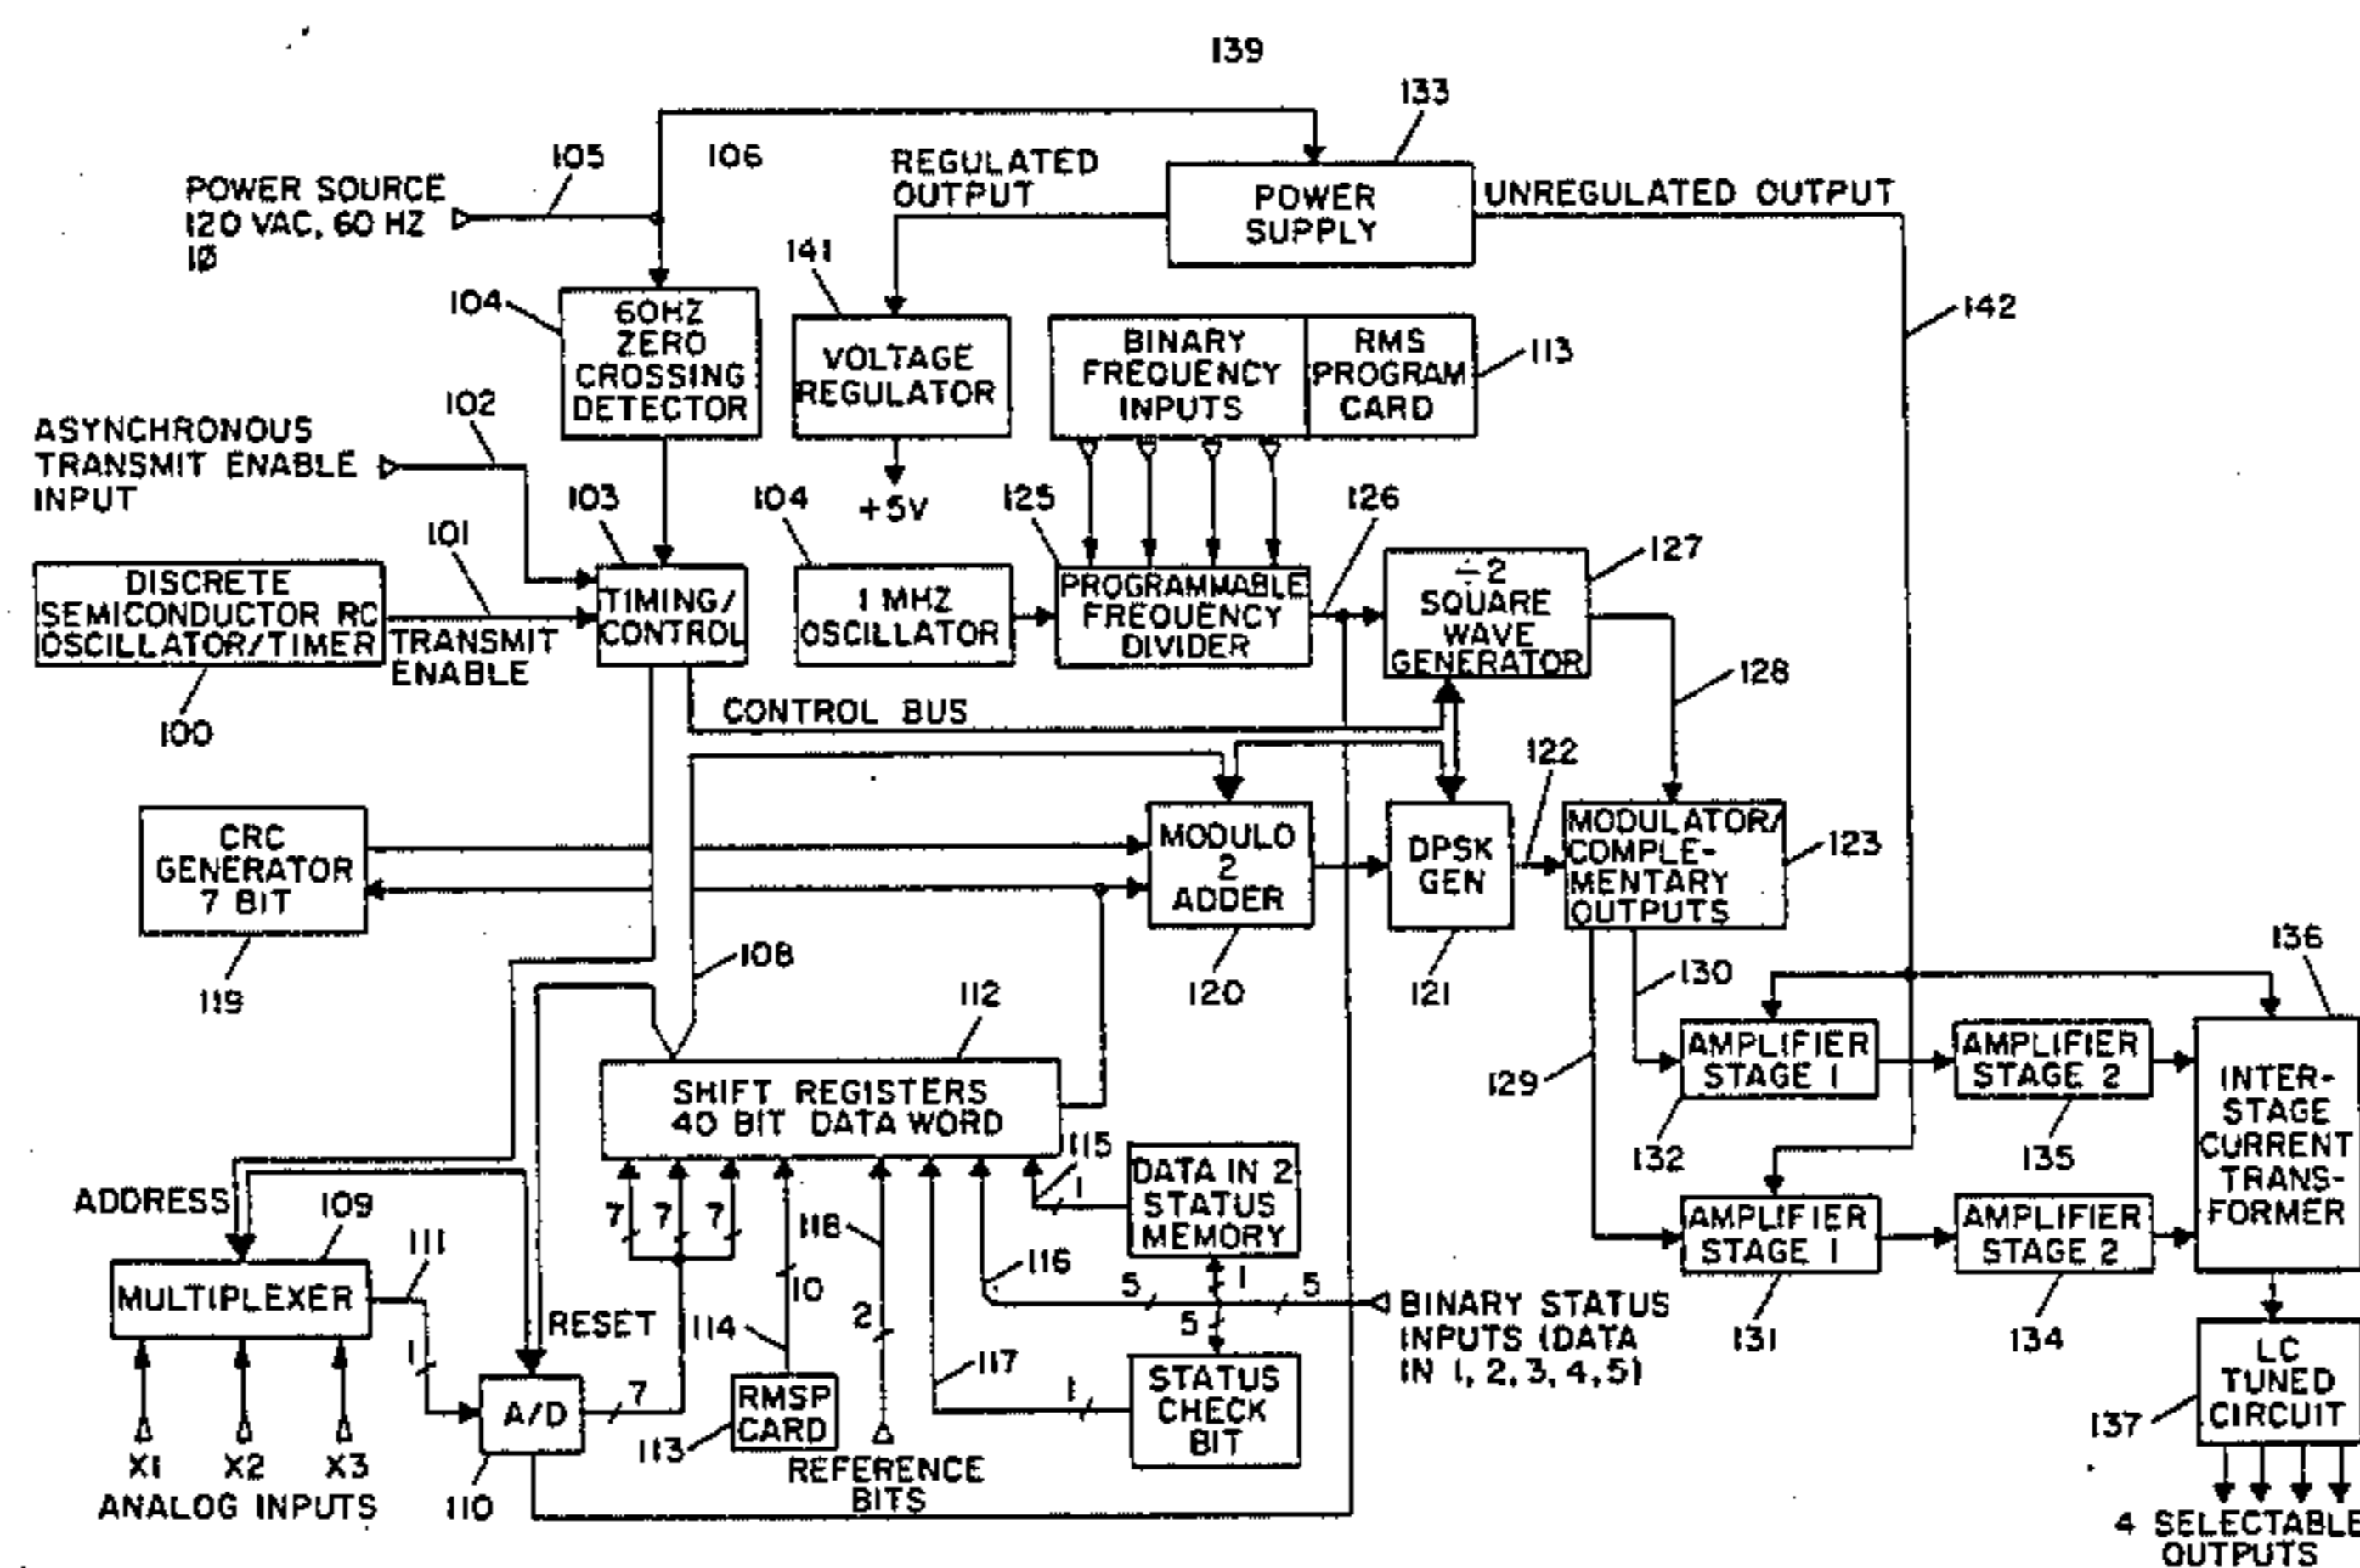 139
133
105
106
REGULATED
OUTPUT
POWER SOURCE
120 VAC, 60 HZ
1Ø
POWER
SUPPLY
UNREGULATED OUTPUT
141
104
60HZ
ZERO
CROSSING
DETECTOR
VOLTAGE
REGULATOR
BINARY
FREQUENCY
INPUTS
RMS
PROGRAM
CARD
113
142
ASYNCHRONOUS
TRANSMIT ENABLE
INPUT
102
103
104
+5V
125
126
101
DISCRETE
SEMICONDUCTOR RC
OSCILLATOR/TIMER
TRANSMIT
ENABLE
100
TIMING/
CONTROL
1 MHZ
OSCILLATOR
PROGRAMMABLE
FREQUENCY
DIVIDER
÷2
SQUARE
WAVE
GENERATOR
127
128
CONTROL BUS
122
CRC
GENERATOR
7 BIT
119
MODULO
2
ADDER
120
DPSK
GEN
121
MODULATOR/
COMPLE-
MENTARY
OUTPUTS
123
108
112
130
136
SHIFT REGISTERS
40 BIT DATA WORD
129
AMPLIFIER
STAGE 1
132
AMPLIFIER
STAGE 2
135
INTER-
STAGE
CURRENT
TRANS-
FORMER
ADDRESS
109
MULTIPLEXER
111
1
X1
X2
X3
ANALOG INPUTS
RESET
A/D
110
7
7
7
7
10
114
RMSP
CARD
113
118
2
REFERENCE
BITS
115
1
DATA IN 2
STATUS
MEMORY
116
5
1
5
5
BINARY STATUS
INPUTS (DATA
IN 1, 2, 3, 4, 5)
117
1
STATUS
CHECK
BIT
AMPLIFIER
STAGE 1
131
AMPLIFIER
STAGE 2
134
LC
TUNED
CIRCUIT
137
4 SELECTABLE
OUTPUTS